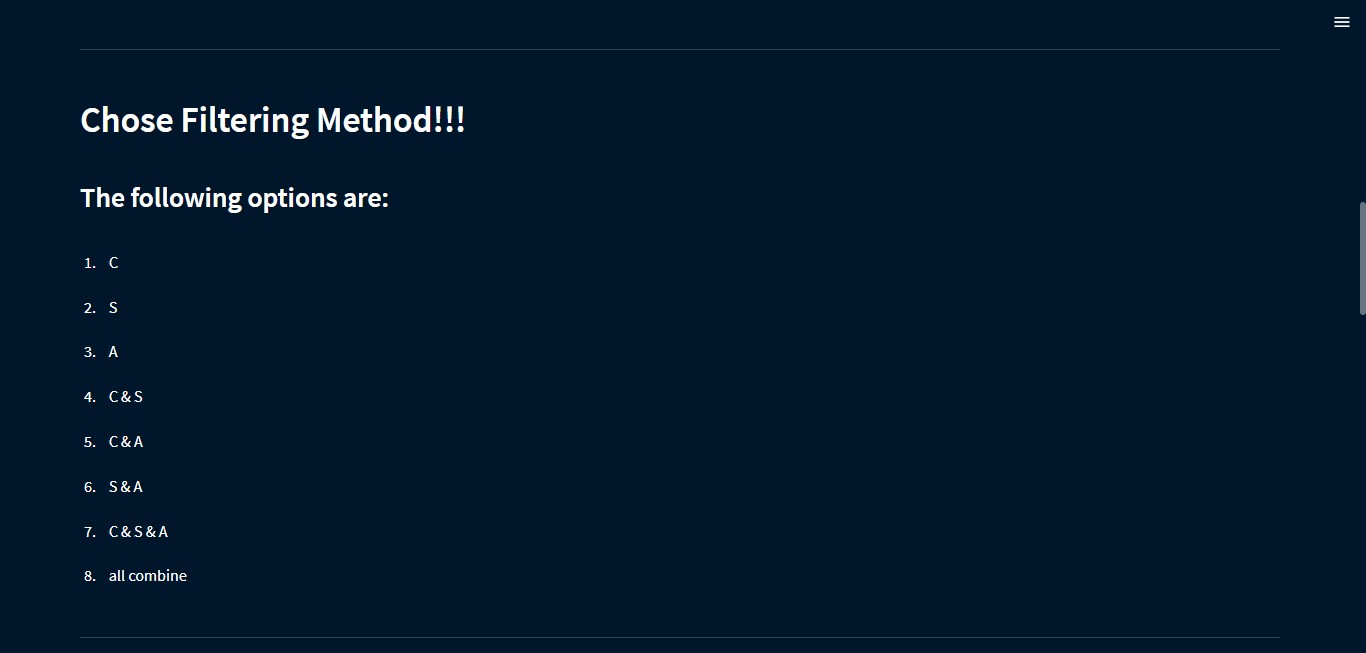 Chose Filtering Method!!!
The following options are:
1. C
2. S
3. A
4. C & S
5. C & A
6. S & A
7. C & S & A
8. all combine